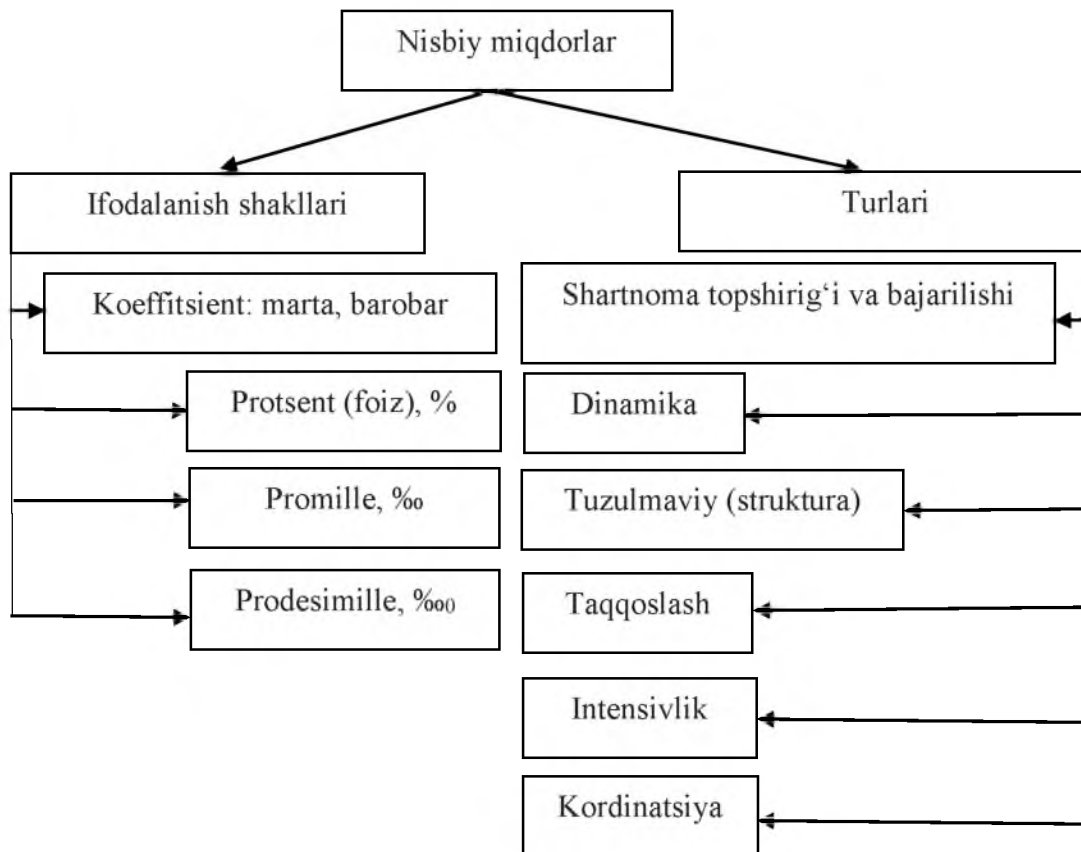 Nisbiy miqdorlar
Ifodalanish shakllari
Turlari
Koeffitsient: marta, barobar
Shartnoma topshirig‘i va bajarilishi
Protsent (foiz), %
Dinamika
Promille, ‰
Tuzulmaviy (struktura)
Prodesimille, ‰0
Taqqoslash
Intensivlik
Kordinatsiya